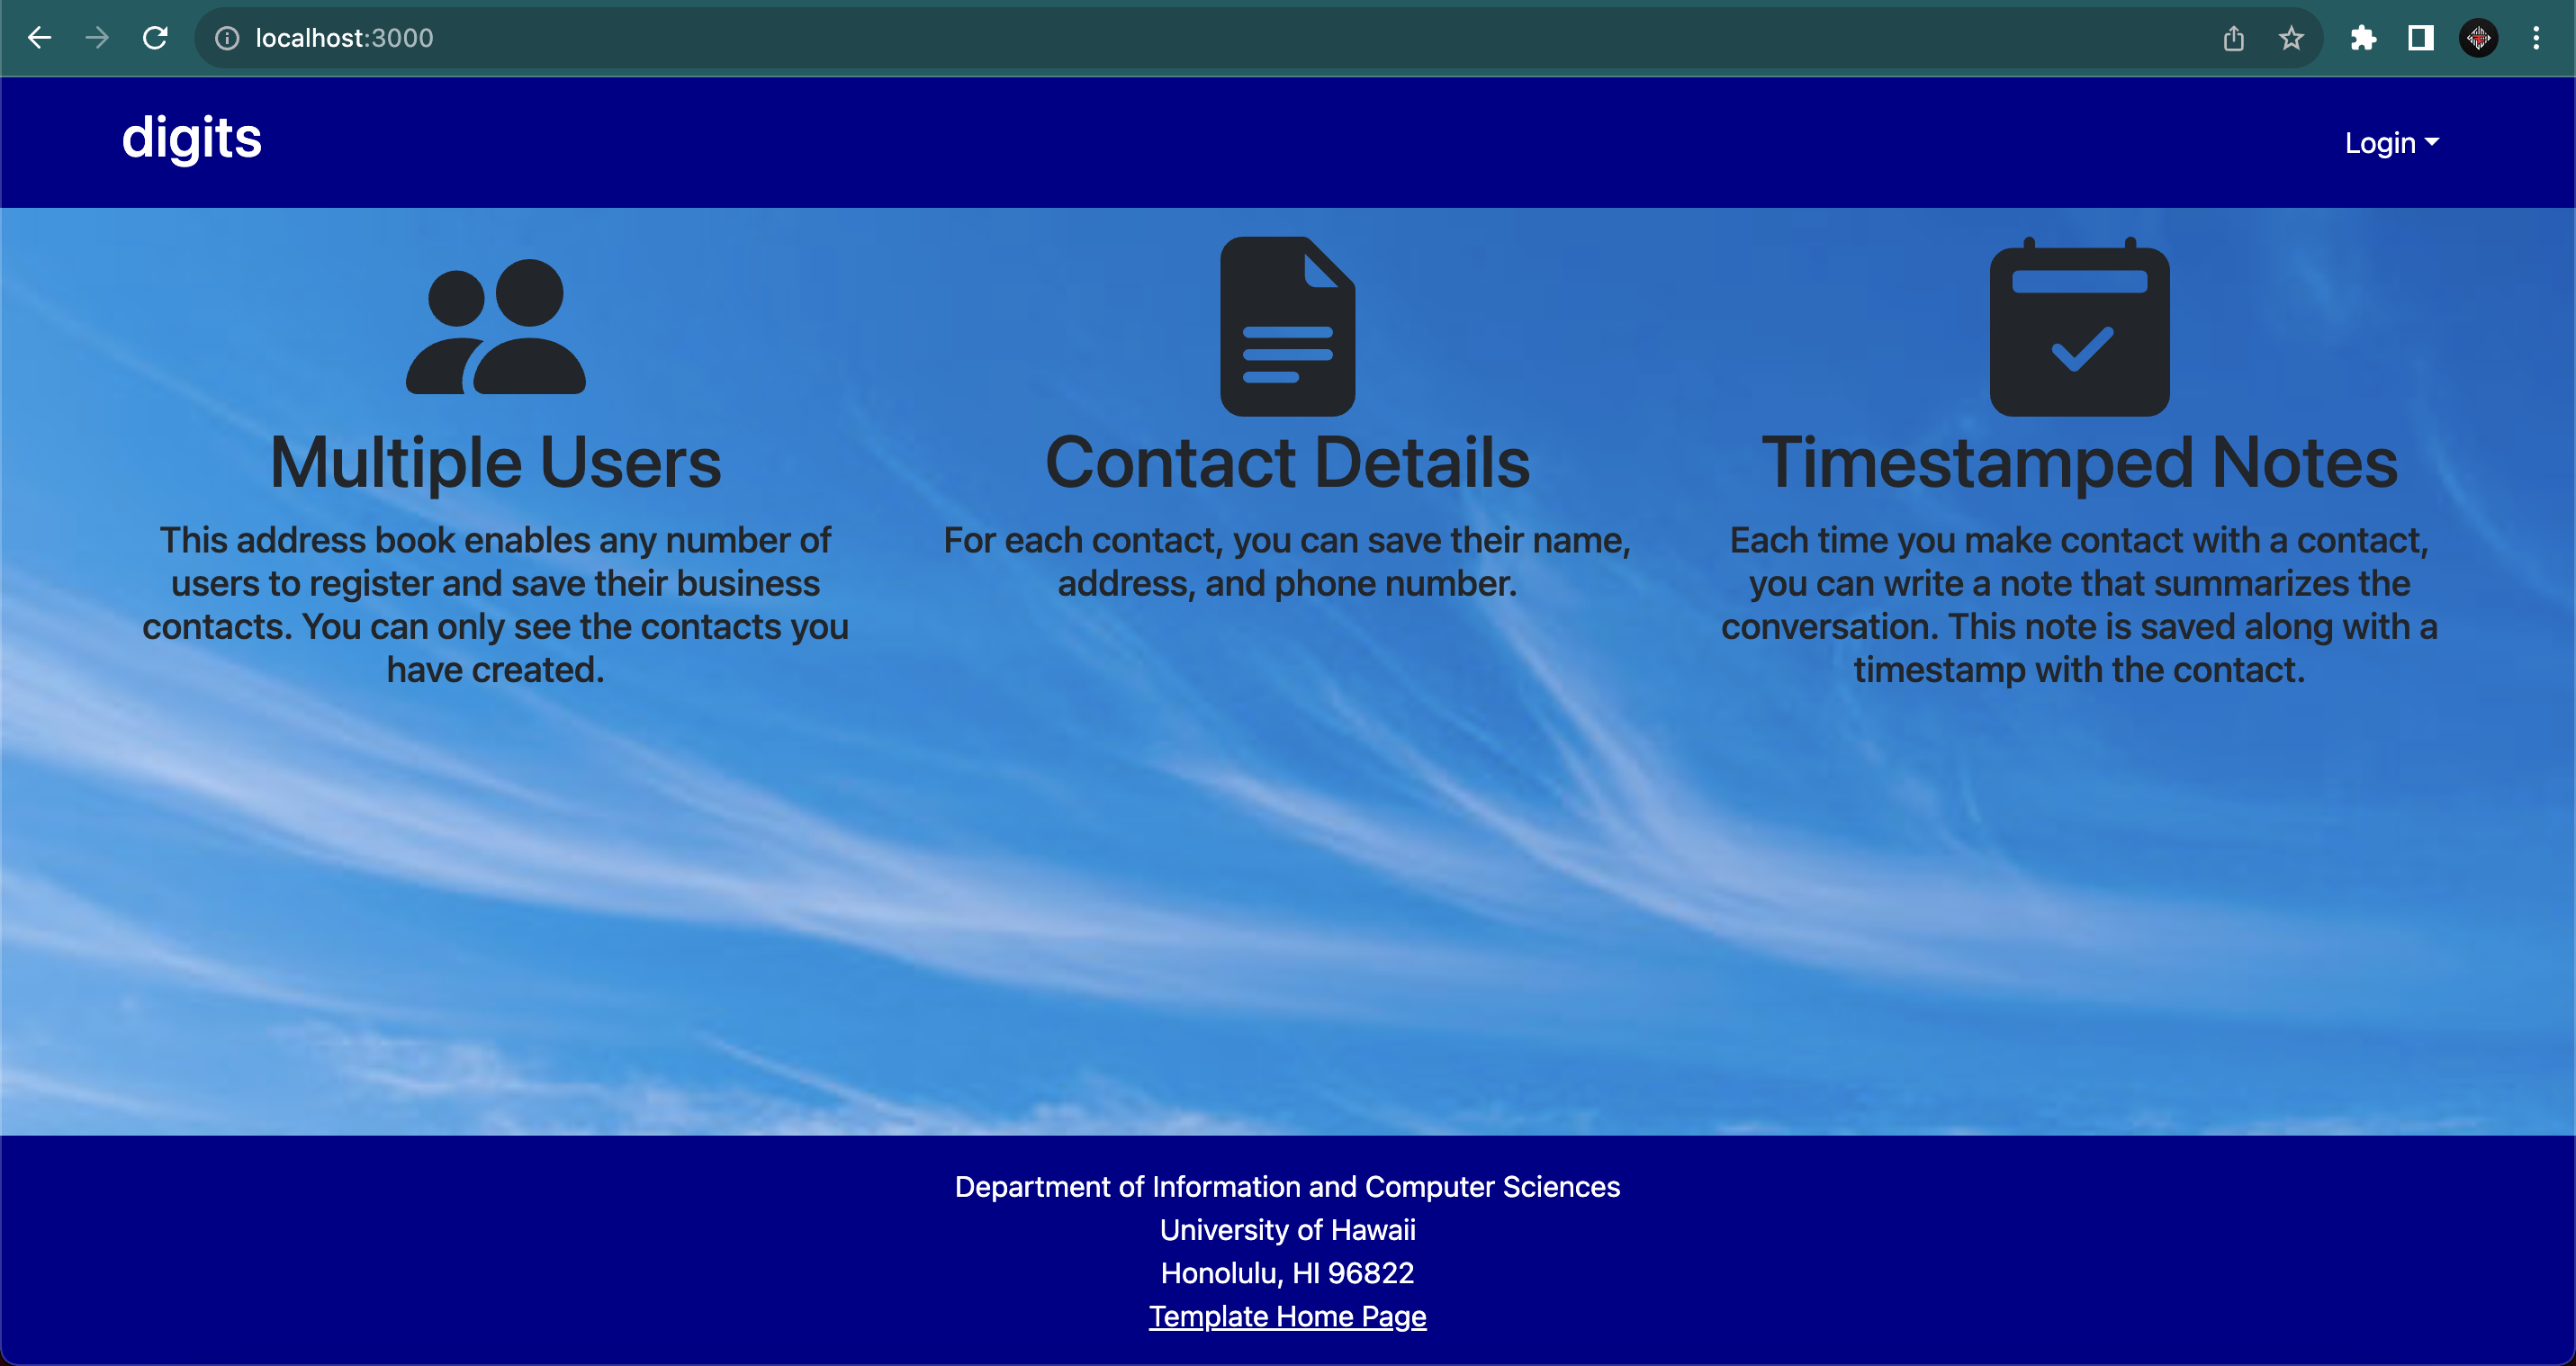 localhost:3000
digits
Login
Multiple Users
This address book enables any number of
users to register and save their business
contacts. You can only see the contacts you
have created.
Contact Details
For each contact, you can save their name,
address, and phone number.
Timestamped Notes
Each time you make contact with a contact,
you can write a note that summarizes the
conversation. This note is saved along with a
timestamp with the contact.
Department of Information and Computer Sciences
University of Hawaii
Honolulu, HI 96822
Template Home Page